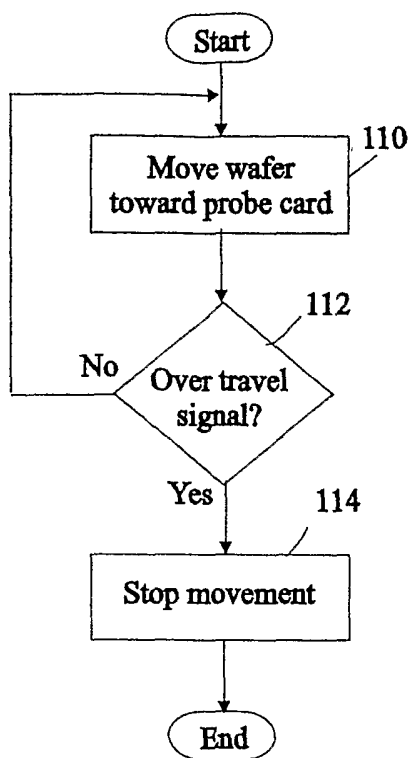 Start
110
Move wafer
toward probe card
112
No
Over travel
signal?
Yes
114
Stop movement
End